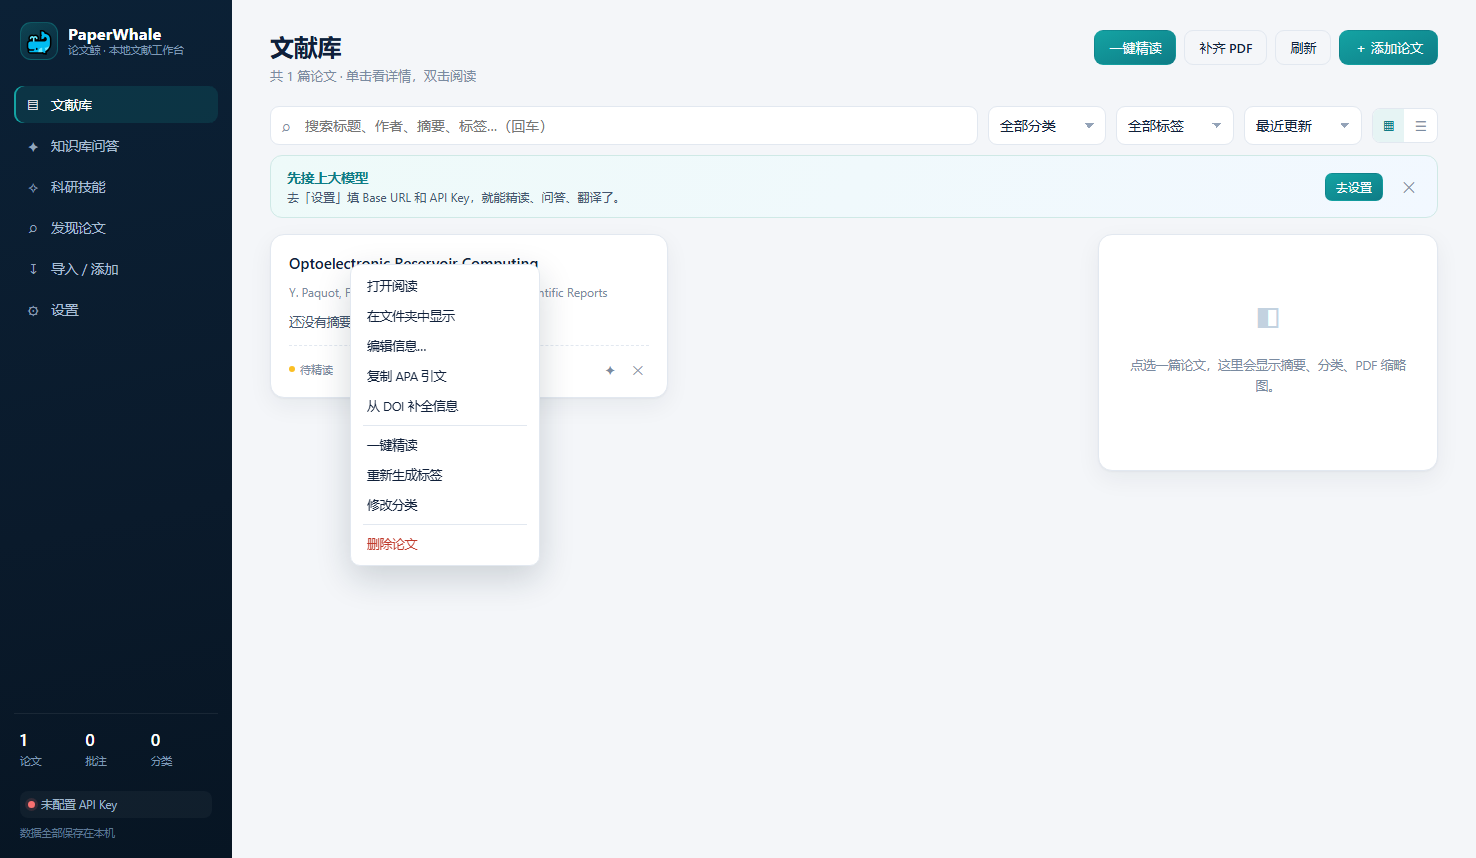 PaperWhale
论文鲸 · 本地文献工作台
文献库
知识库问答
科研技能
发现论文
导入 / 添加
设置
1
论文
0
批注
0
分类
未配置 API Key
数据全部保存在本机
文献库
共 1 篇论文 · 单击看详情，双击阅读
一键精读
补齐 PDF
刷新
+ 添加论文
搜索标题、作者、摘要、标签...（回车）
全部分类
全部标签
最近更新
先接上大模型
去「设置」填 Base URL 和 API Key，就能精读、问答、翻译了。
去设置
Optoelectronic Reservoir Computing
Y. Paquot, F
ntific Reports
还没有摘要
待精读
打开阅读
在文件夹中显示
编辑信息...
复制 APA 引文
从 DOI 补全信息
一键精读
重新生成标签
修改分类
删除论文
点选一篇论文，这里会显示摘要、分类、PDF 缩略
图。